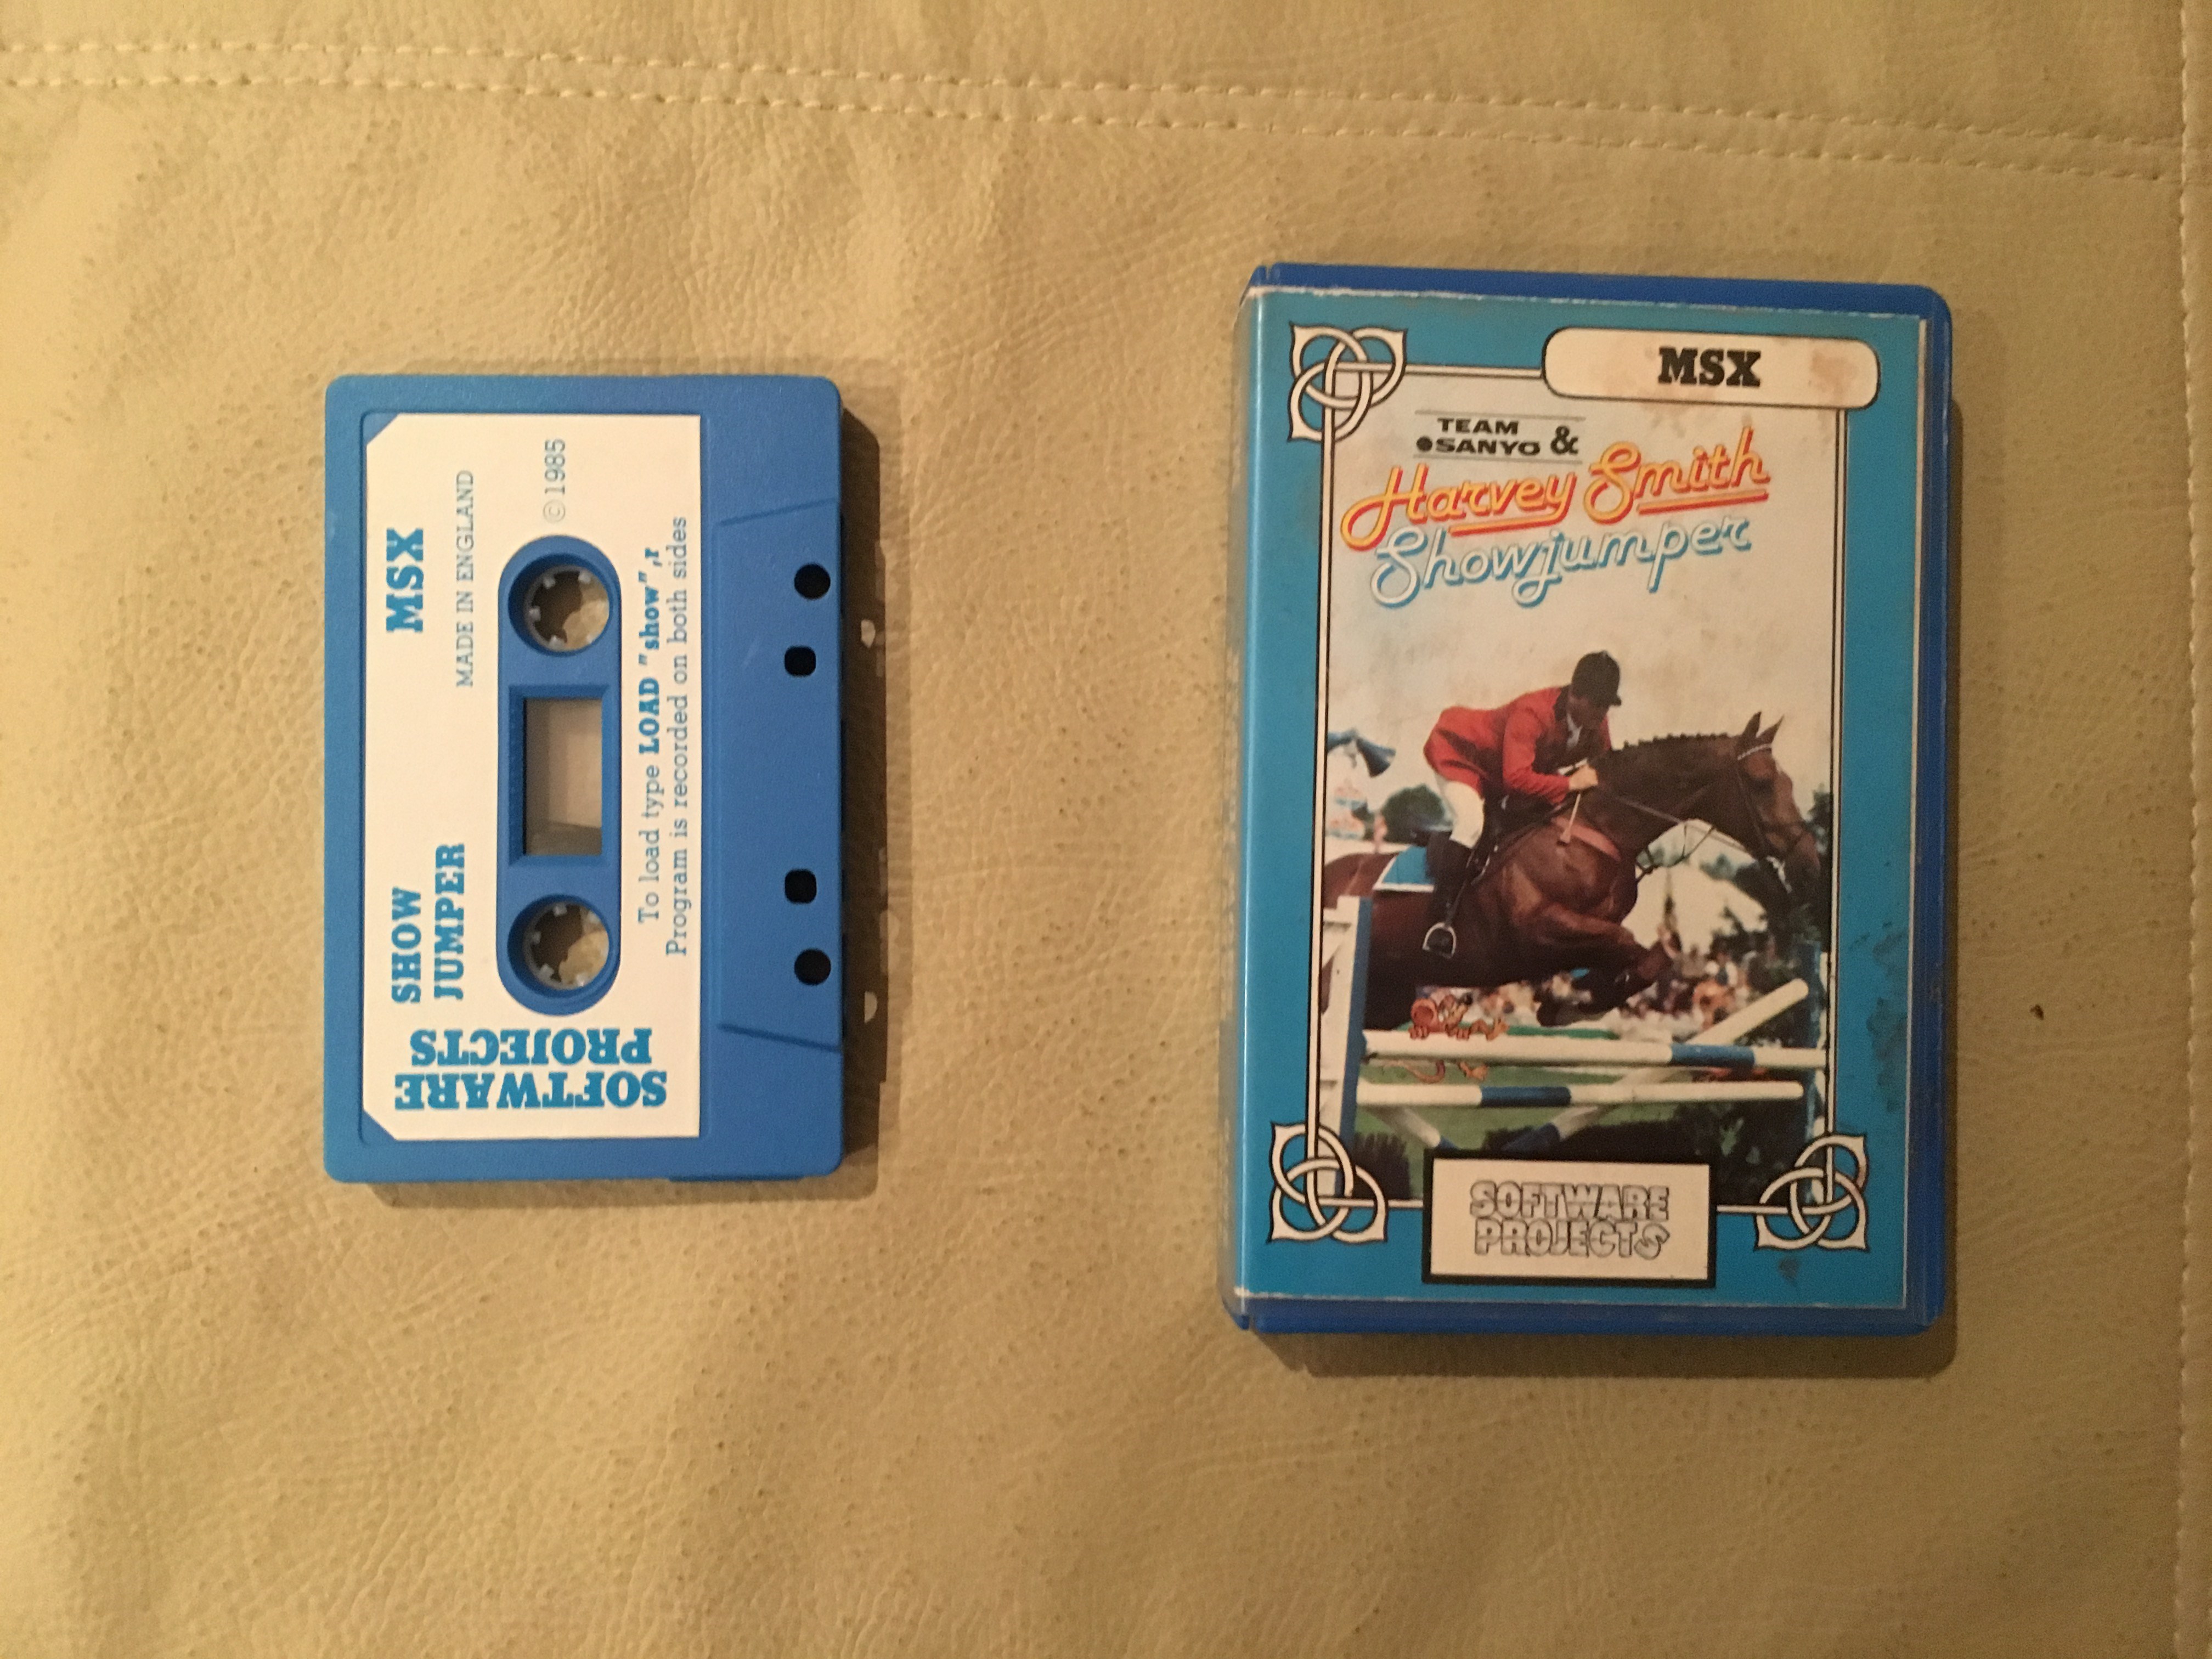 SOFTWARE
PROJECTS
SHOW
JUMPER
MSX
MADE IN ENGLAND
©1985
To load type LOAD "show",r
Program is recorded on both sides
MSX
TEAM
SANYO &
Harvey Smith
Showjumper
SOFTWARE
PROJECTS